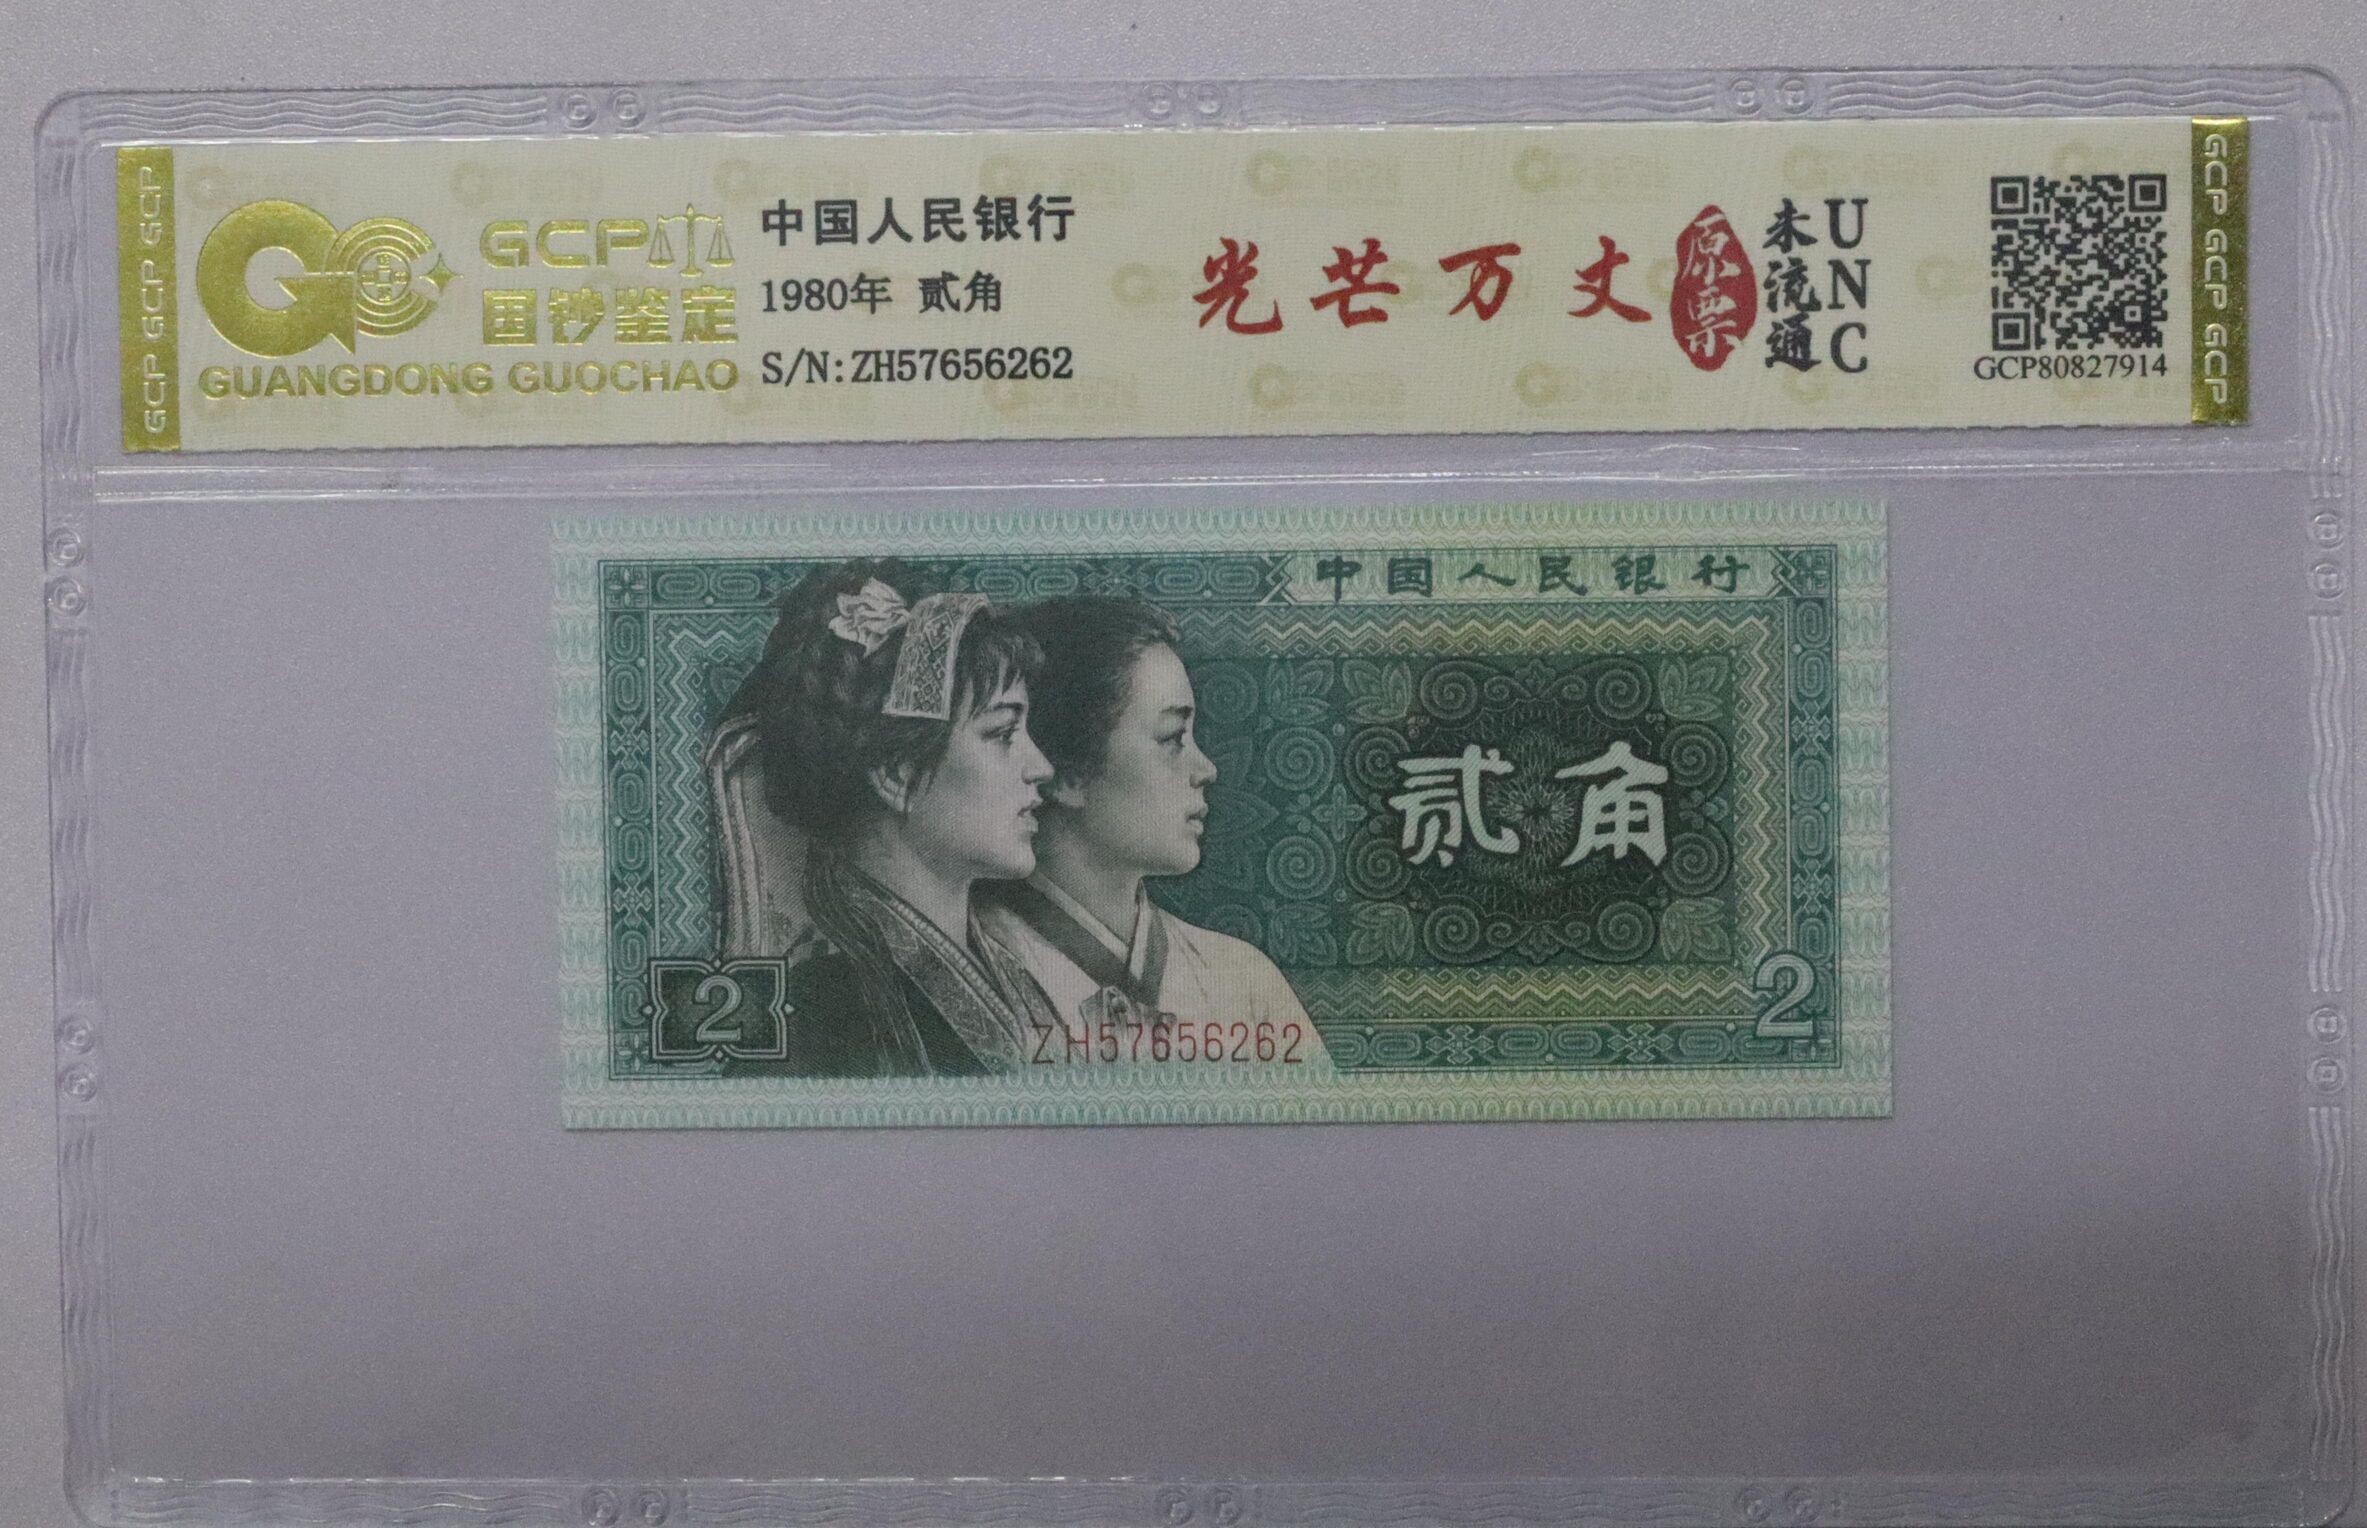 GCP GCP GCP
GCP
国钞鉴定
GUANGDONG GUOCHAO
中国人民银行
1980年 贰角
S/N:ZH57656262
光芒万丈
原票
未流通
UNC
GCP80827914
GCP GCP GCP
中国人民银行
贰角
2
2
ZH57656262